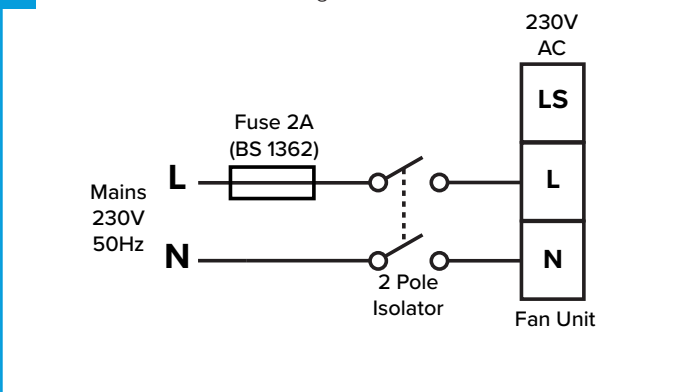 230V
AC
LS
Fuse 2A
(BS 1362)
L
L
Mains
230V
50Hz
N
N
2 Pole
Isolator
Fan Unit